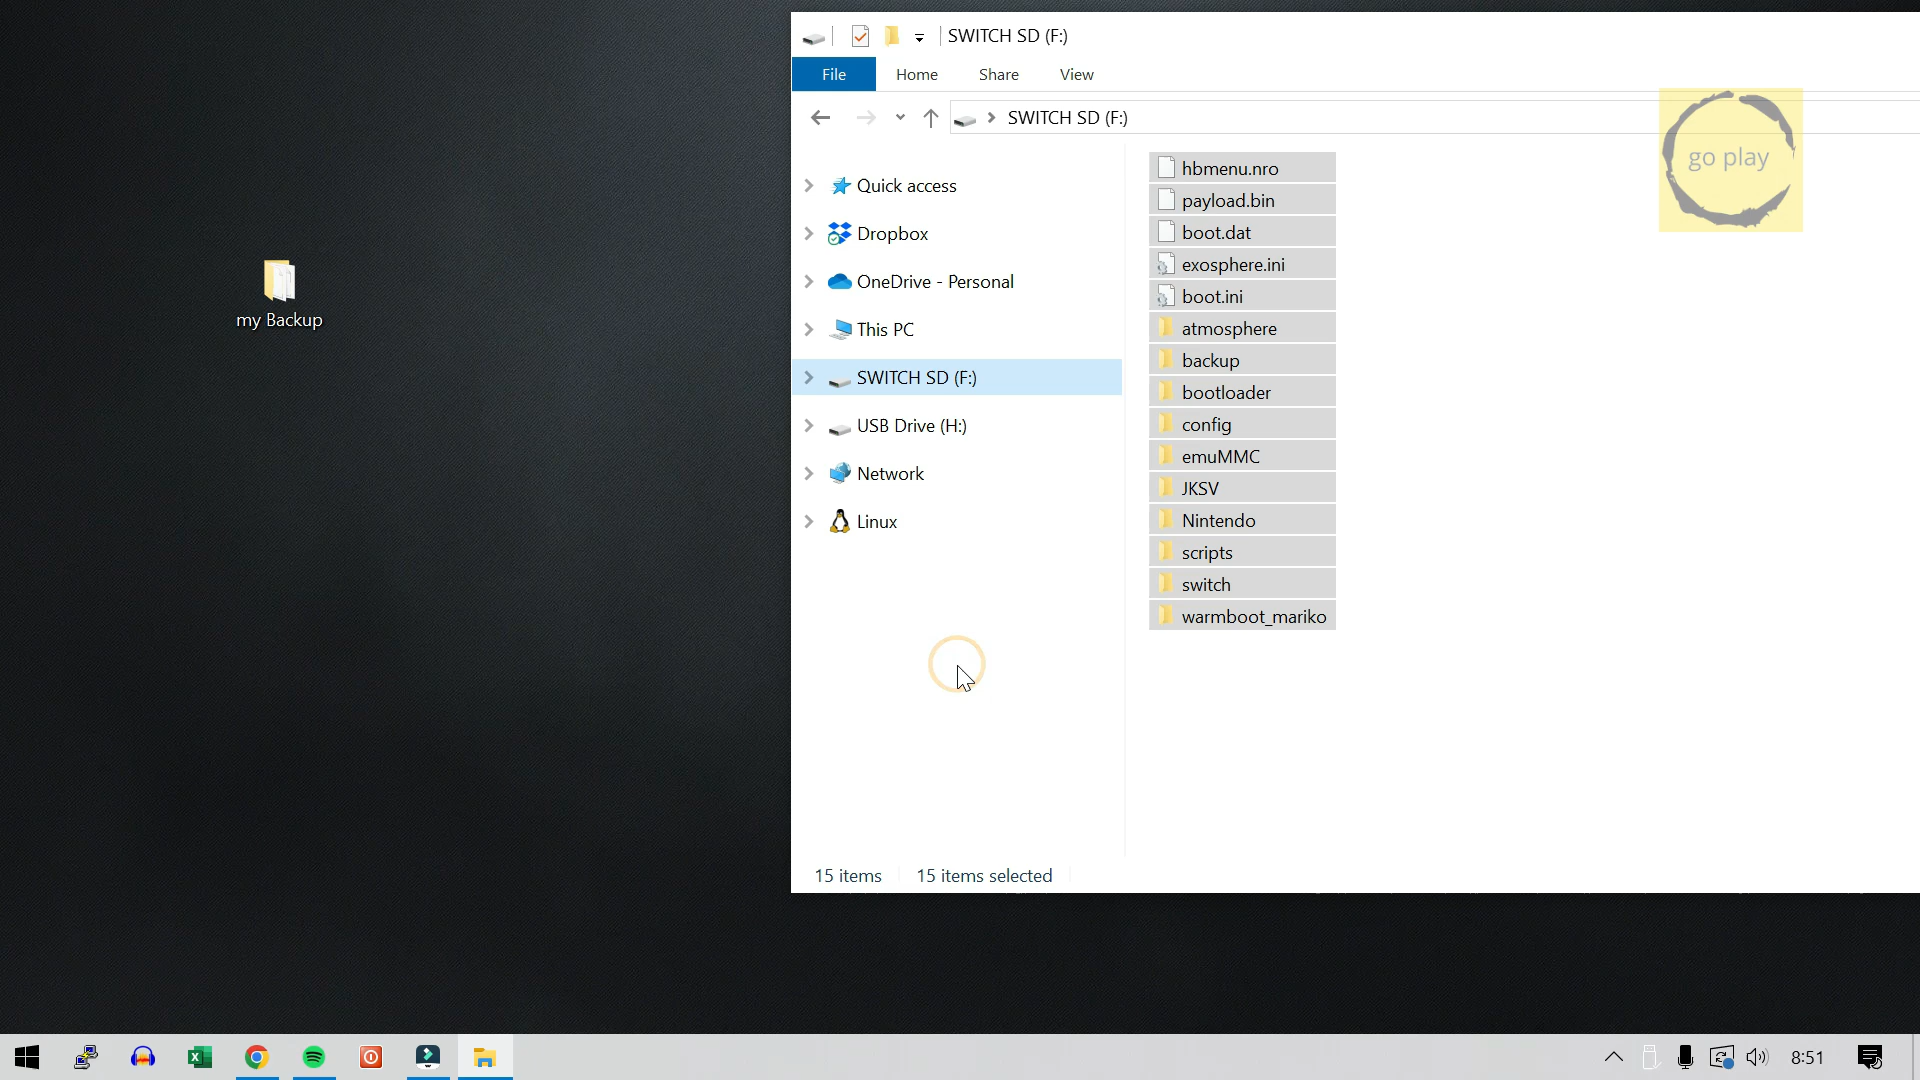 SWITCH SD (F:)
File
Home
Share
View
SWITCH SD (F:)
go play
Quick access
Dropbox
OneDrive - Personal
This PC
SWITCH SD (F:)
USB Drive (H:)
Network
Linux
hbmenu.nro
payload.bin
boot.dat
exosphere.ini
boot.ini
atmosphere
backup
bootloader
config
emuMMC
JKSV
Nintendo
scripts
switch
warmboot_mariko
my Backup
15 items
15 items selected
8:51